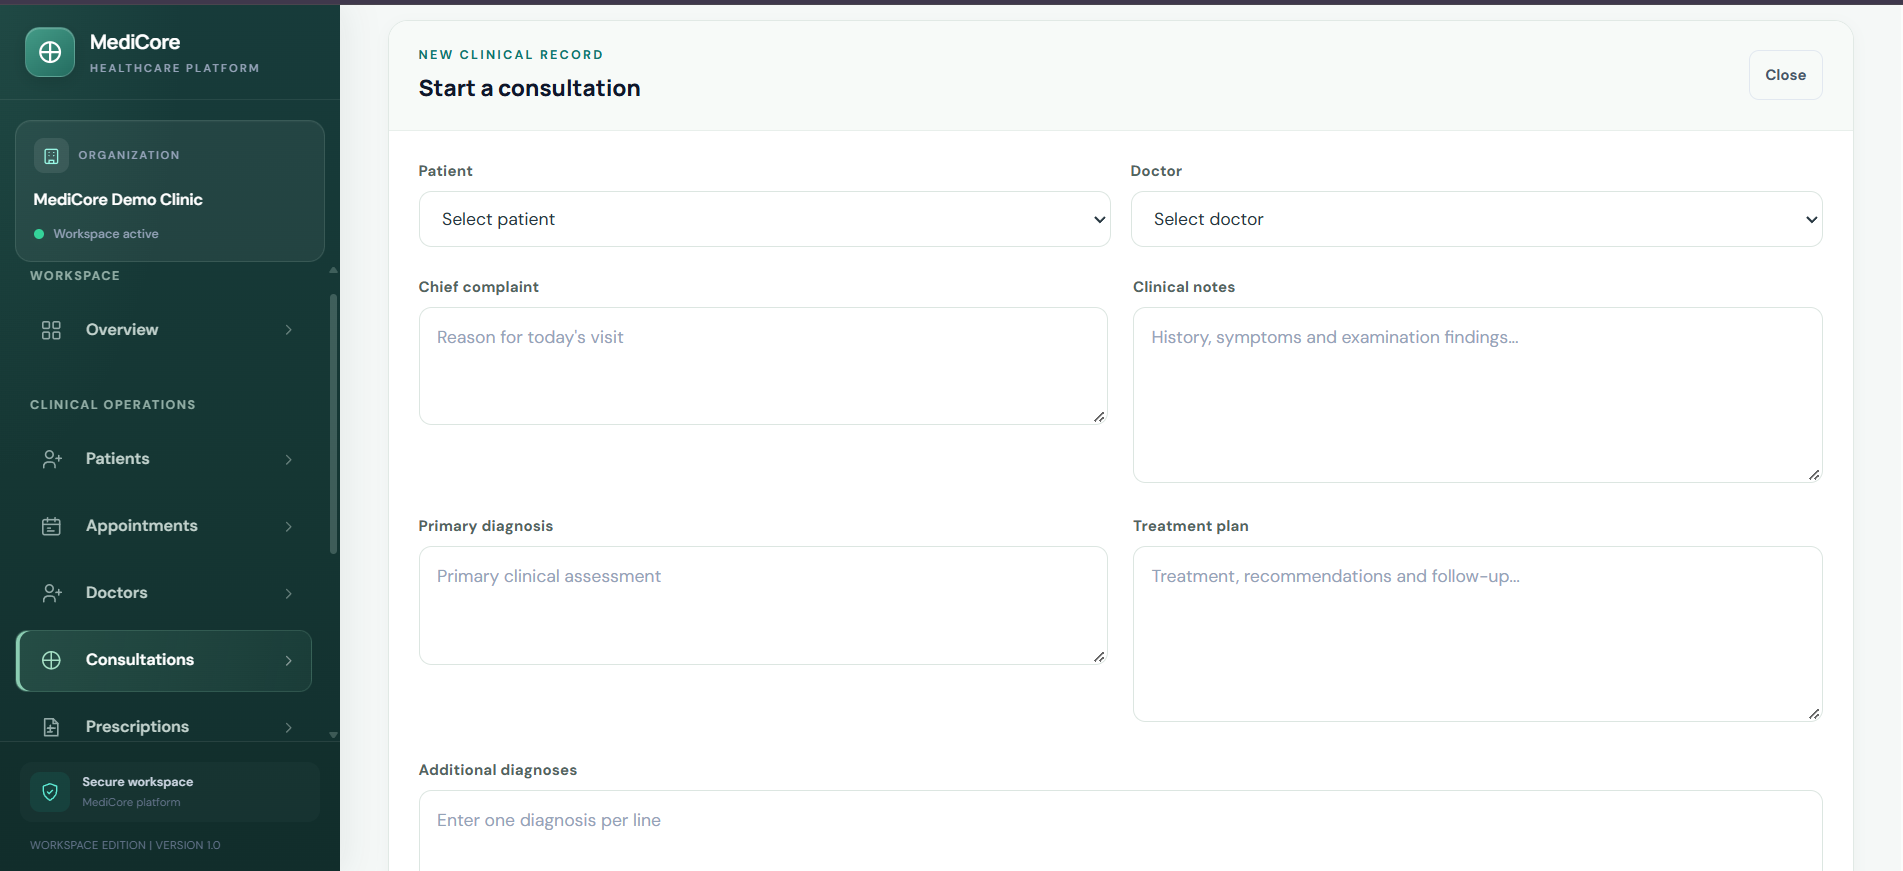 MediCore
HEALTHCARE PLATFORM
ORGANIZATION
MediCore Demo Clinic
Workspace active
WORKSPACE
Overview
CLINICAL OPERATIONS
Patients
Appointments
Doctors
Consultations
Prescriptions
Secure workspace
MediCore platform
WORKSPACE EDITION | VERSION 1.0
NEW CLINICAL RECORD
Start a consultation
Close
Patient
Select patient
Doctor
Select doctor
Chief complaint
Reason for today's visit
Clinical notes
History, symptoms and examination findings...
Primary diagnosis
Primary clinical assessment
Treatment plan
Treatment, recommendations and follow-up...
Additional diagnoses
Enter one diagnosis per line